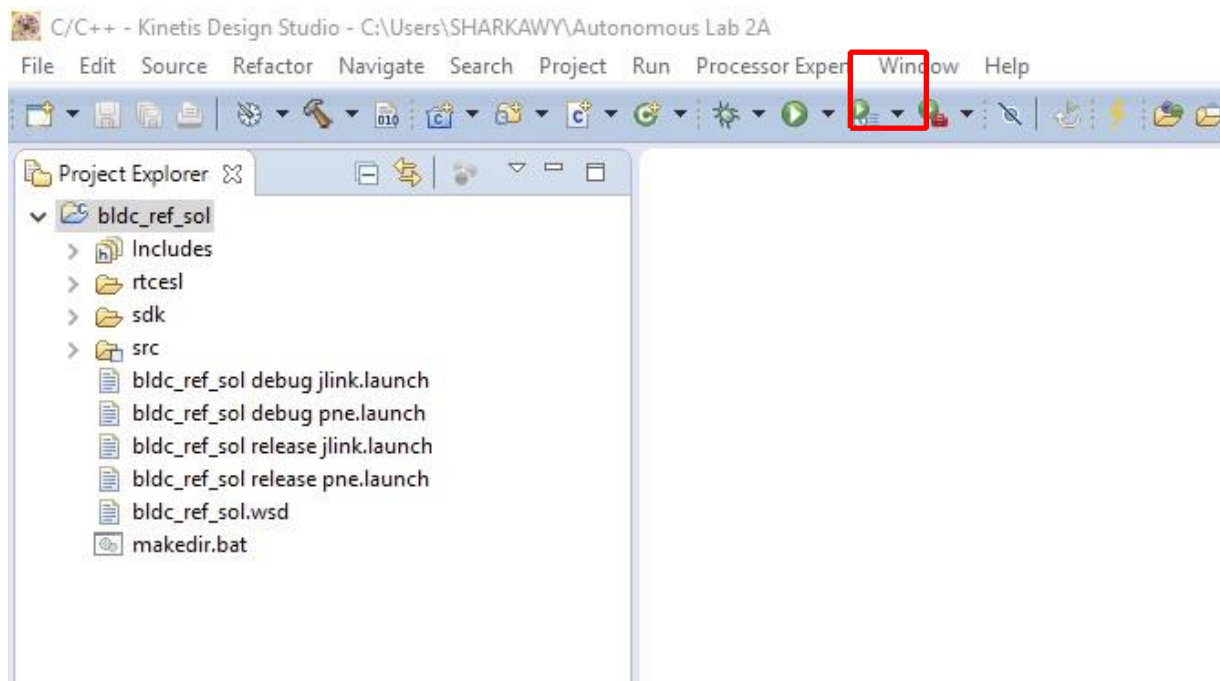 C/C++ - Kinetis Design Studio - C:\Users\SHARKAWY\Autonomous Lab 2A
File Edit Source Refactor Navigate Search Project Run Processor Exper Window Help
010
Project Explorer
bldc_ref_sol
Includes
rtcesl
sdk
src
bldc_ref_sol debug jlink.launch
bldc_ref_sol debug pne.launch
bldc_ref_sol release jlink.launch
bldc_ref_sol release pne.launch
bldc_ref_sol.wsd
makedir.bat